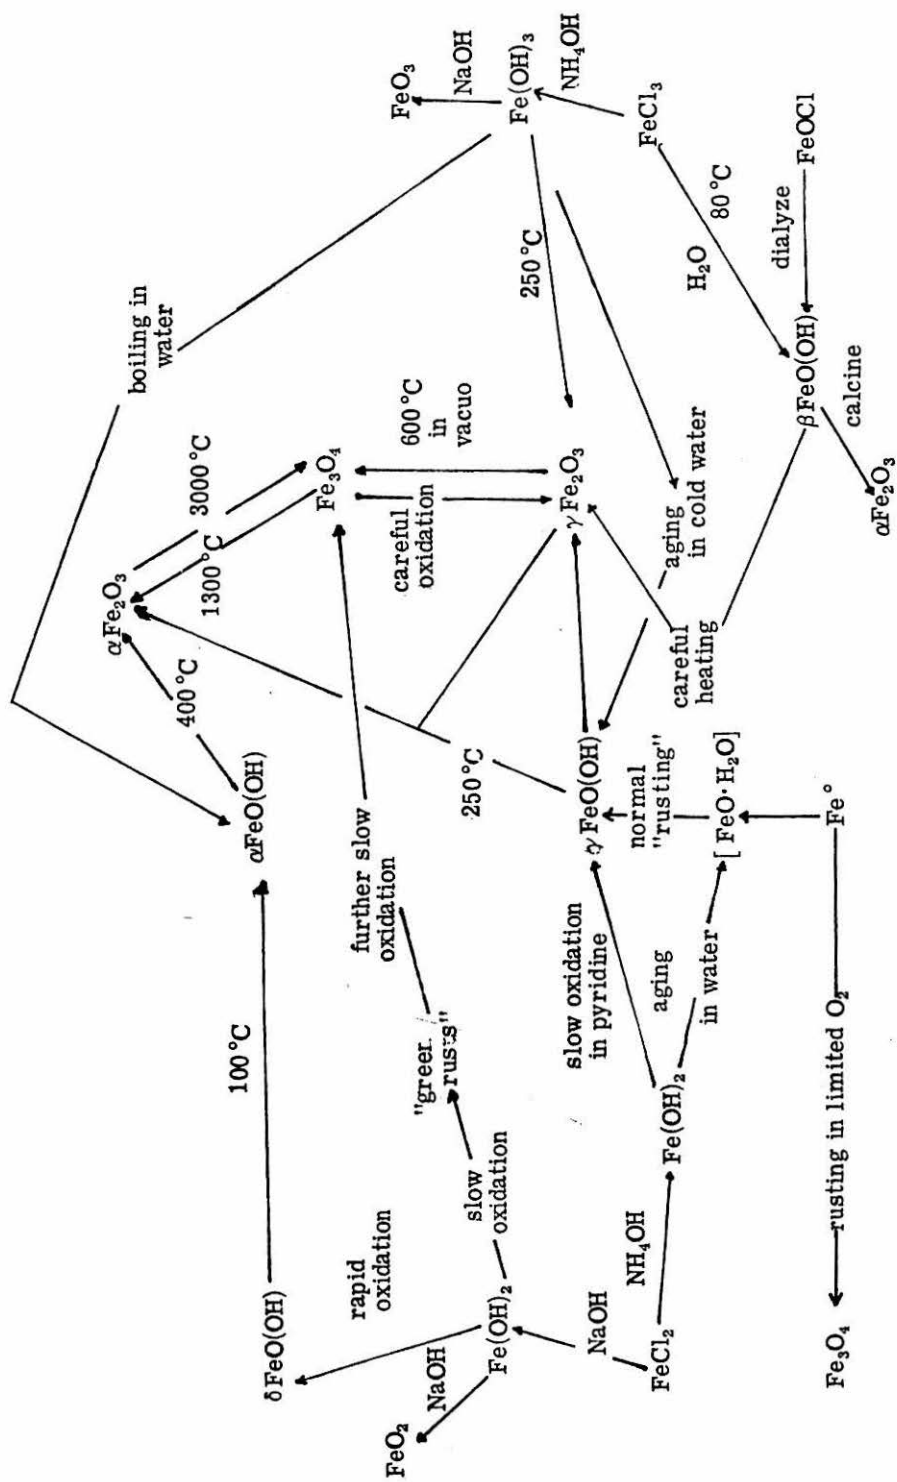 boiling in
water
αFe₂O₃
400 °C
3000 °C
1300 °C
100 °C
αFeO(OH)
δFeO(OH)
Fe₃O₄
rapid
oxidation
further slow
oxidation
careful
oxidation
600 °C
in
vacuo
FeO₂
NaOH
"green
rusts"
FeO₃
NaOH
250 °C
slow
oxidation
Fe(OH)₂
Fe(OH)₃
250 °C
NH₄OH
slow oxidation
in pyridine
γFeO(OH)
γFe₂O₃
NaOH
NH₄OH
normal
"rusting"
aging
in water
aging
in cold water
FeCl₂
Fe(OH)₂
careful
heating
FeCl₃
H₂O
80 °C
[FeO·H₂O]
dialyze
Fe₃O₄
rusting in limited O₂
Fe°
βFeO(OH)
FeOCl
calcine
αFe₂O₃